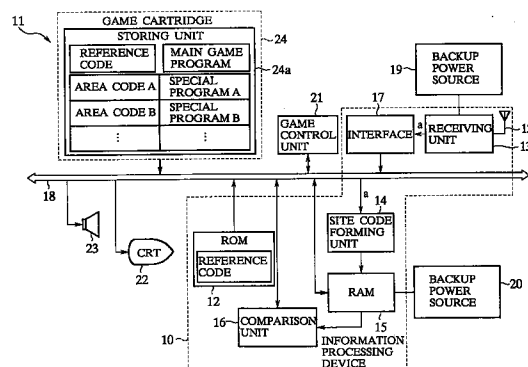 11
GAME CARTRIDGE
STORING UNIT
REFERENCE CODE
MAIN GAME PROGRAM
24
24a
AREA CODE A
SPECIAL PROGRAM A
AREA CODE B
SPECIAL PROGRAM B
⋮ ⋮
19
BACKUP POWER SOURCE
21
GAME CONTROL UNIT
17
INTERFACE
a
RECEIVING UNIT
13
18
a
14
SITE CODE FORMING UNIT
23
CRT
22
ROM
REFERENCE CODE
12
RAM
15
BACKUP POWER SOURCE
20
16
COMPARISON UNIT
10
INFORMATION PROCESSING DEVICE